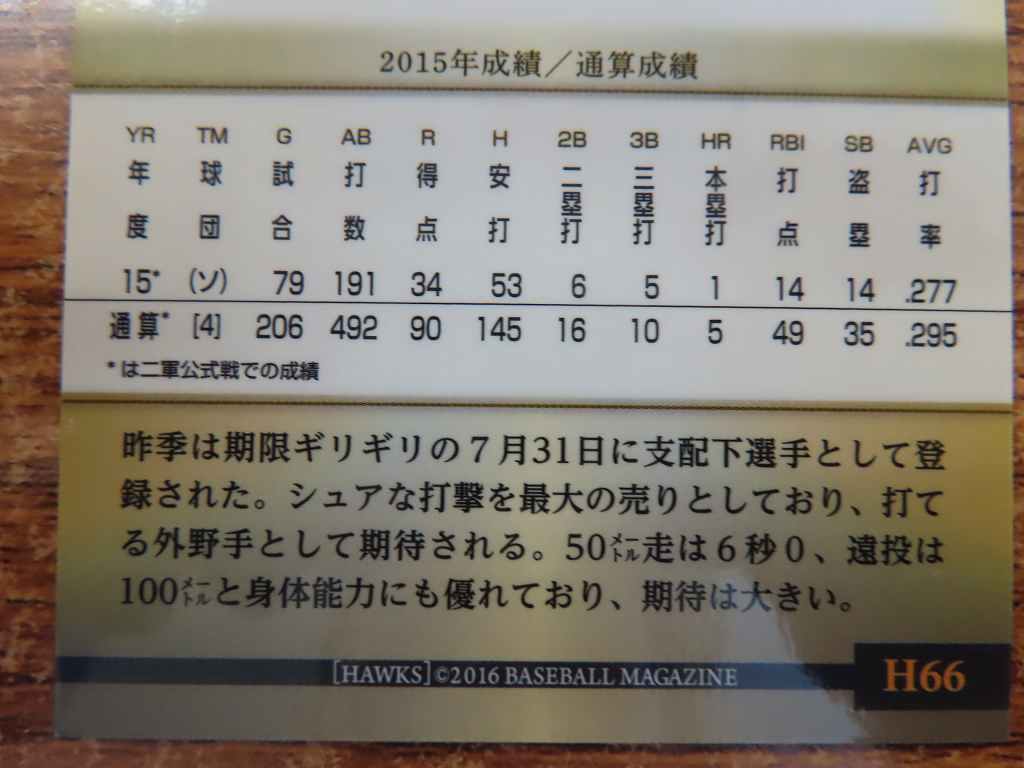 2015年成績／通算成績
YR TM G AB R H 2B 3B HR RBI SB AVG
年度 球団 試合 打数 得点 安打 二塁打 三塁打 本塁打 打点 盗塁 打率
15* (ソ) 79 191 34 53 6 5 1 14 14 .277
通算* [4] 206 492 90 145 16 10 5 49 35 .295
*は二軍公式戦での成績
昨季は期限ギリギリの７月31日に支配下選手として登
録された。シュアな打撃を最大の売りとしており、打て
る外野手として期待される。50㍍走は６秒０、遠投は
100㍍と身体能力にも優れており、期待は大きい。
[HAWKS]©2016 BASEBALL MAGAZINE
H66